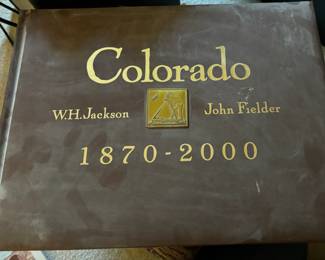 Colorado
W.H.Jackson John Fielder
1870-2000